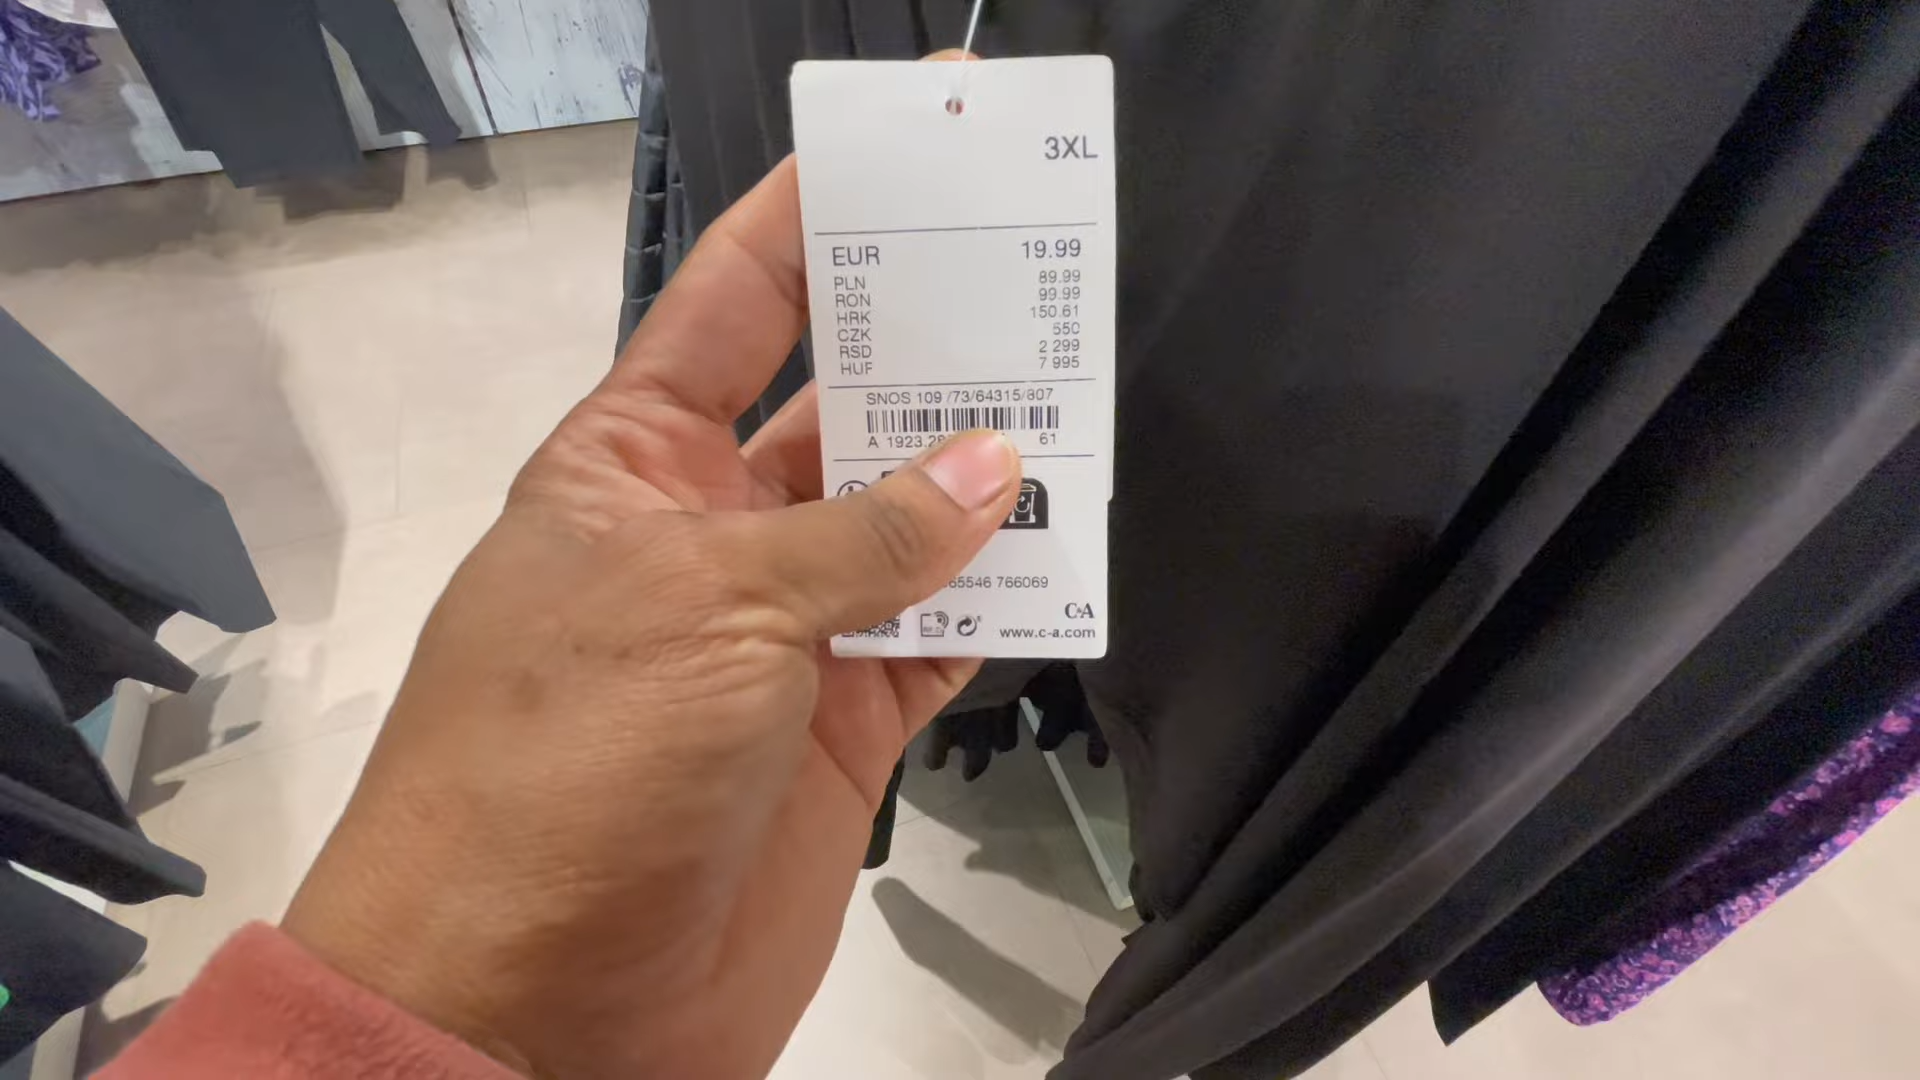 3XL
EUR 19.99
PLN 89.99
RON 99.99
HRK 150.61
CZK 550
RSD 2 299
HUF 7 995
SNOS 109 /73/64315/807
A 1923.2 61
65546 766069
C&A
www.c-a.com